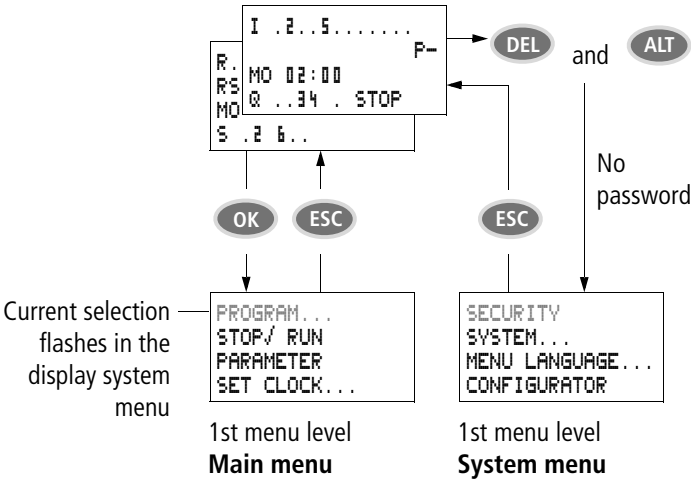 I .2..5.......
P-
MO 02:00
Q ..34 . STOP
R.
RS
MO
S .2 6..
DEL
and
ALT
No
password
OK
ESC
ESC
Current selection
flashes in the
display system
menu
PROGRAM...
STOP/ RUN
PARAMETER
SET CLOCK...
SECURITY
SYSTEM...
MENU LANGUAGE...
CONFIGURATOR
1st menu level
Main menu
1st menu level
System menu